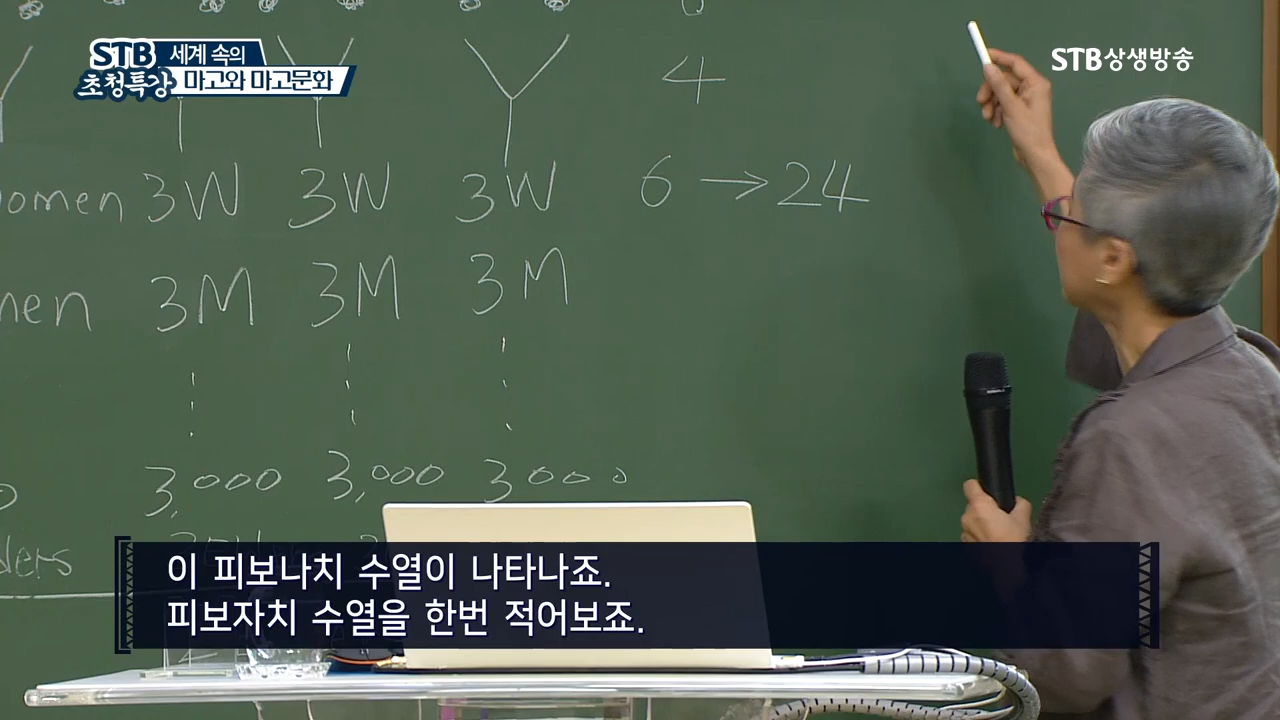 STB
초청특강
세계 속의
마고와 마고문화
STB상생방송
4
omen 3W 3W 3W 6 → 24
men 3M 3M 3M
3,000 3,000 3000
ders
이 피보나치 수열이 나타나죠.
피보자치 수열을 한번 적어보죠.